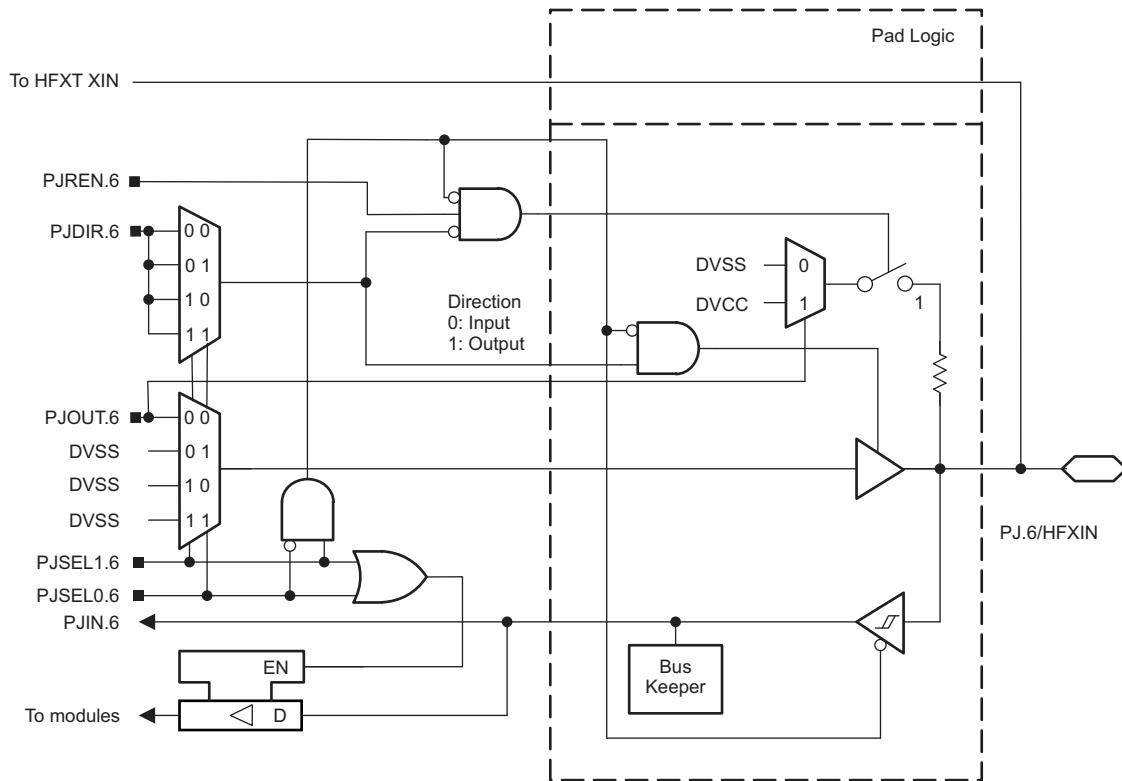 Pad Logic
To HFXT XIN
PJREN.6
PJDIR.6
0 0
0 1
1 0
1 1
Direction
0: Input
1: Output
DVSS
DVCC
0
1
1
PJOUT.6
DVSS
DVSS
DVSS
0 0
0 1
1 0
1 1
PJ.6/HFXIN
PJSEL1.6
PJSEL0.6
PJIN.6
EN
D
To modules
Bus
Keeper